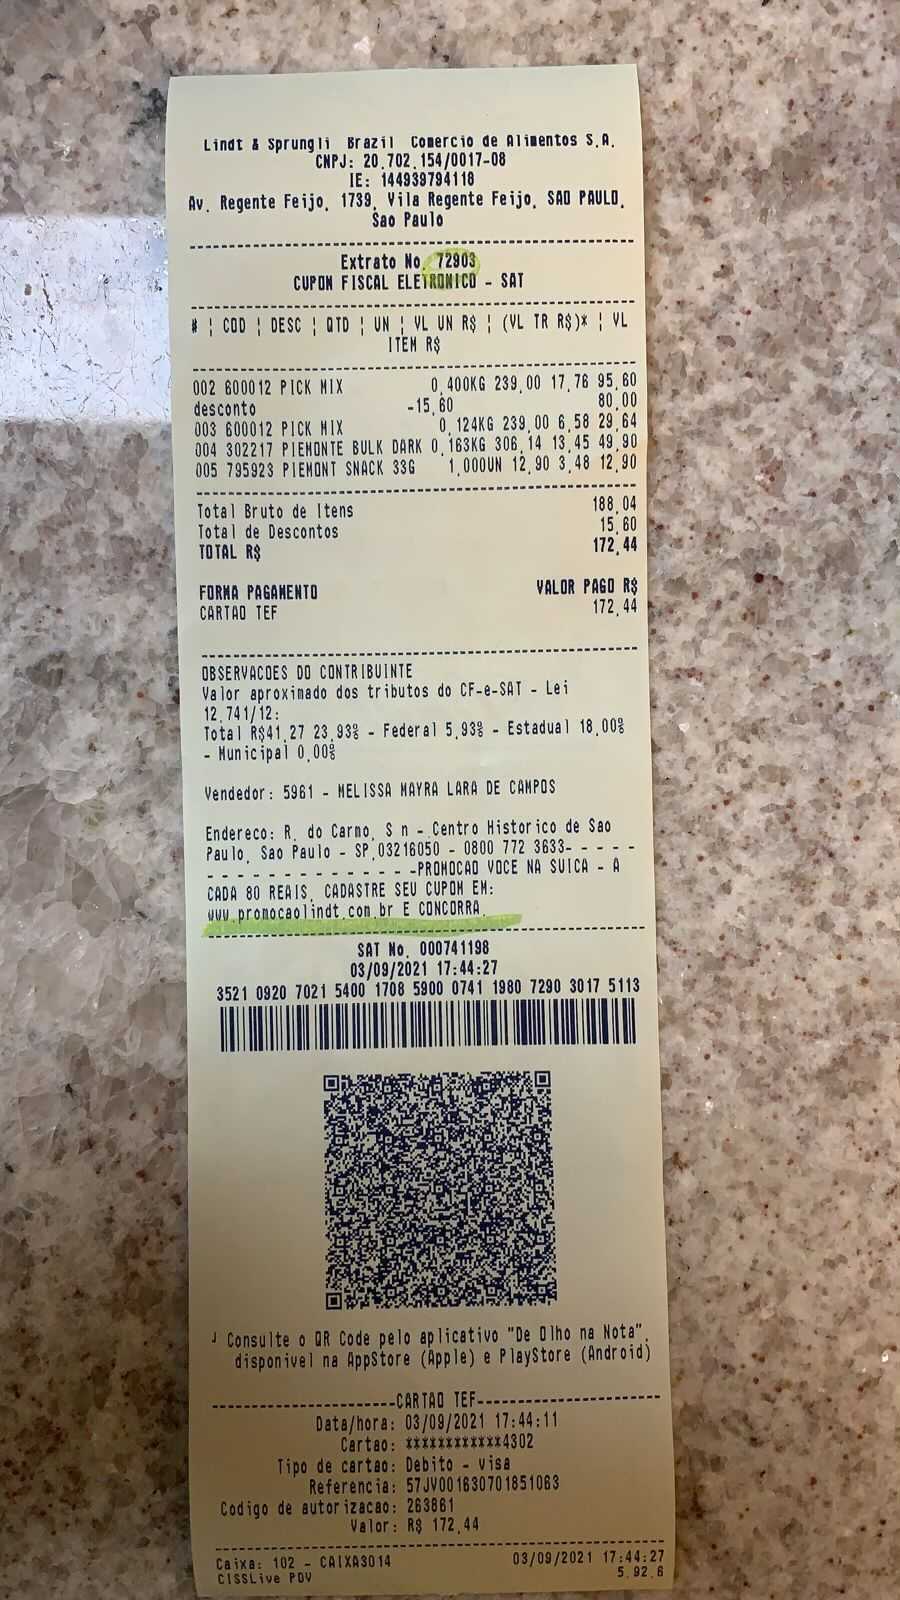 Lindt & Sprungli Brazil Comercio de Alimentos S.A.
CNPJ: 20.702.154/0017-08
IE: 144939794118
Av. Regente Feijo, 1739, Vila Regente Feijo, SAO PAULO,
Sao Paulo
Extrato No. 72903
CUPOM FISCAL ELETRONICO - SAT
# ¦ COD ¦ DESC ¦ QTD ¦ UN ¦ VL UN R$ ¦ (VL TR R$)* ¦ VL
ITEM R$
002 600012 PICK MIX 0,400KG 239,00 17,76 95,60
desconto -15,60 80,00
003 600012 PICK MIX 0,124KG 239,00 6,58 29,64
004 302217 PIEMONTE BULK DARK 0,163KG 306,14 13,45 49,90
005 795923 PIEMONT SNACK 33G 1,000UN 12,90 3,48 12,90
Total Bruto de Itens 188,04
Total de Descontos 15,60
TOTAL R$ 172,44
FORMA PAGAMENTO VALOR PAGO R$
CARTAO TEF 172,44
OBSERVACOES DO CONTRIBUINTE
Valor aproximado dos tributos do CF-e-SAT - Lei
12.741/12:
Total R$41,27 23,93% - Federal 5,93% - Estadual 18,00%
- Municipal 0,00%
Vendedor: 5961 - MELISSA MAYRA LARA DE CAMPOS
Endereco: R. do Carmo, S n - Centro Historico de Sao
Paulo, Sao Paulo - SP,03216050 - 0800 772 3633- - - - -
- - - - - - - - - - - - - - -PROMOCAO VOCE NA SUICA - A
CADA 80 REAIS, CADASTRE SEU CUPOM EM:
www.promocaolindt.com.br E CONCORRA.
SAT No. 000741198
03/09/2021 17:44:27
3521 0920 7021 5400 1708 5900 0741 1980 7290 3017 5113
Consulte o QR Code pelo aplicativo "De Olho na Nota",
disponivel na AppStore (Apple) e PlayStore (Android)
CARTAO TEF
Data/hora: 03/09/2021 17:44:11
Cartao: ************4302
Tipo de cartao: Debito - visa
Referencia: 57JV001630701851063
Codigo de autorizacao: 263861
Valor: R$ 172,44
Caixa: 102 - CAIXA3014 03/09/2021 17:44:27
CISSLive PDV 5.92.6